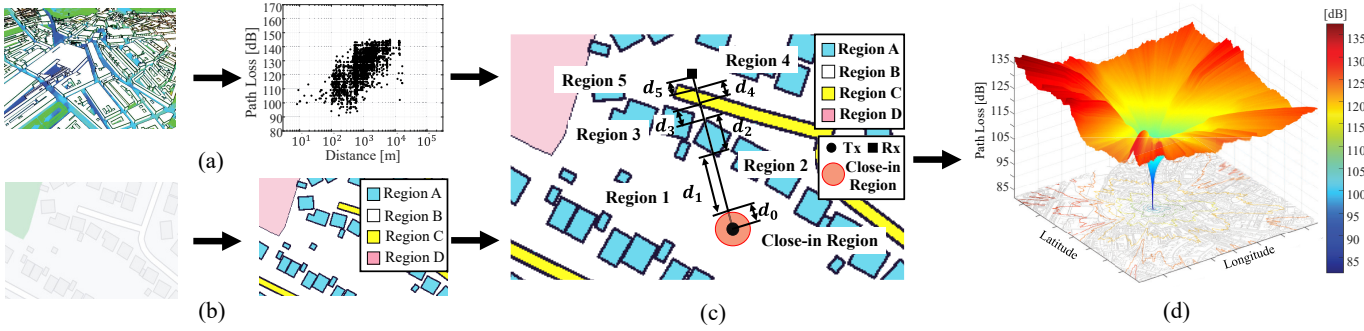 Path Loss [dB]
150
140
130
120
110
100
90
80
10¹ 10² 10³ 10⁴ 10⁵
Distance [m]
(a)
Region A
Region B
Region C
Region D
(b)
Region 5
Region 4
Region 3
Region 2
Region 1
d₅
d₄
d₃
d₂
d₁
d₀
Close-in Region
Region A
Region B
Region C
Region D
Tx Rx
Close-in
Region
(c)
Path Loss [dB]
135
125
115
105
95
85
Latitude
Longitude
[dB]
135
130
125
120
115
110
105
100
95
90
85
(d)